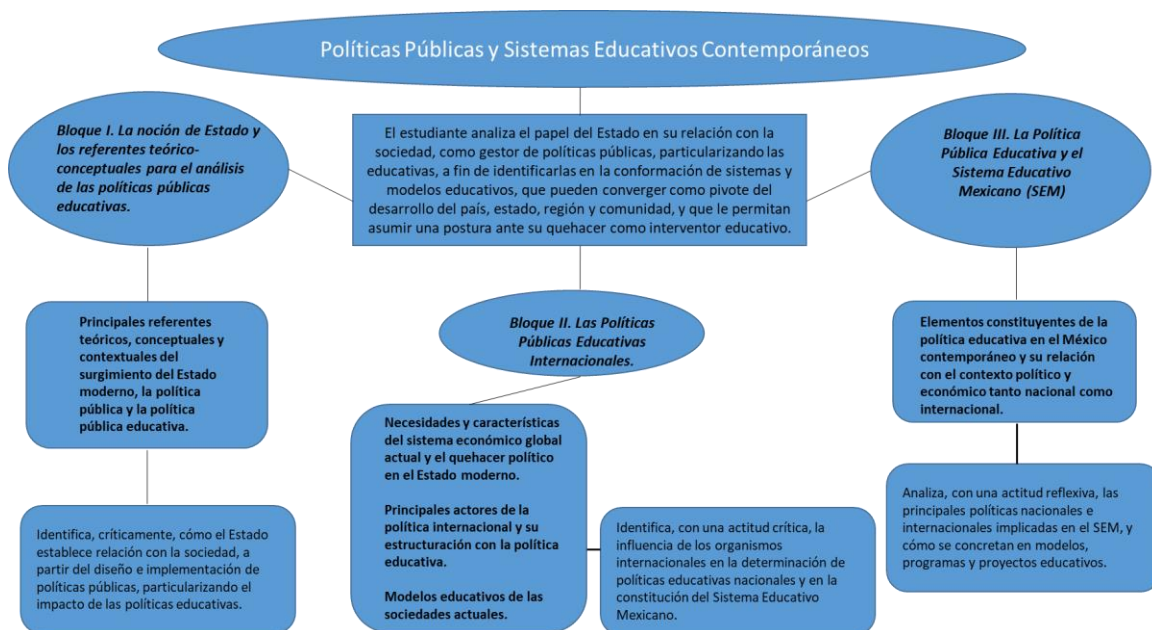 Políticas Públicas y Sistemas Educativos Contemporáneos
Bloque I. La noción de Estado y
los referentes teórico-
conceptuales para el análisis
de las políticas públicas
educativas.
El estudiante analiza el papel del Estado en su relación con la
sociedad, como gestor de políticas públicas, particularizando las
educativas, a fin de identificarlas en la conformación de sistemas y
modelos educativos, que pueden converger como pivote del
desarrollo del país, estado, región y comunidad, y que le permitan
asumir una postura ante su quehacer como interventor educativo.
Bloque III. La Política
Pública Educativa y el
Sistema Educativo
Mexicano (SEM)
Principales referentes
teóricos, conceptuales y
contextuales del
surgimiento del Estado
moderno, la política
pública y la política
pública educativa.
Bloque II. Las Políticas
Públicas Educativas
Internacionales.
Elementos constituyentes de la
política educativa en el México
contemporáneo y su relación
con el contexto político y
económico tanto nacional como
internacional.
Identifica, críticamente, cómo el Estado
establece relación con la sociedad, a
partir del diseño e implementación de
políticas públicas, particularizando el
impacto de las políticas educativas.
Necesidades y características
del sistema económico global
actual y el quehacer político
en el Estado moderno.
Principales actores de la
política internacional y su
estructuración con la política
educativa.
Modelos educativos de las
sociedades actuales.
Identifica, con una actitud crítica, la
influencia de los organismos
internacionales en la determinación de
políticas educativas nacionales y en la
constitución del Sistema Educativo
Mexicano.
Analiza, con una actitud reflexiva, las
principales políticas nacionales e
internacionales implicadas en el SEM, y
cómo se concretan en modelos,
programas y proyectos educativos.